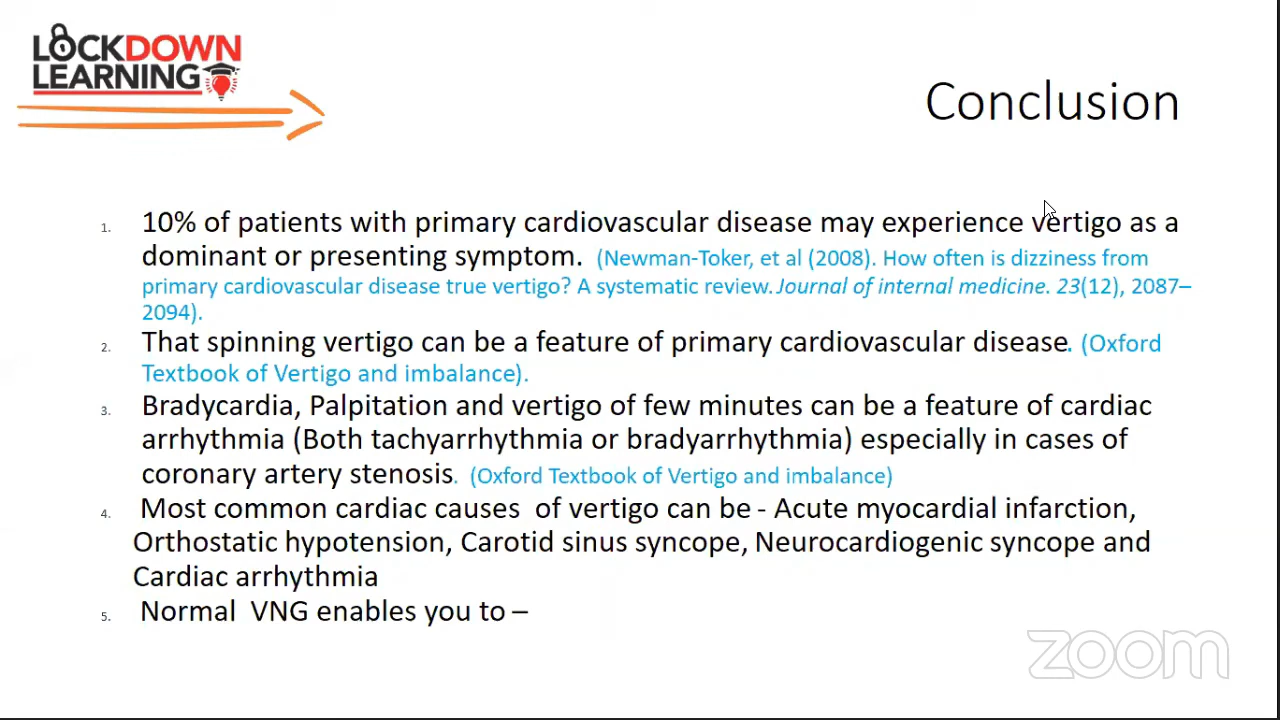 LOCKDOWN
LEARNING
Conclusion
1. 10% of patients with primary cardiovascular disease may experience vertigo as a
dominant or presenting symptom. (Newman-Toker, et al (2008). How often is dizziness from
primary cardiovascular disease true vertigo? A systematic review. Journal of internal medicine. 23(12), 2087–
2094).
2. That spinning vertigo can be a feature of primary cardiovascular disease. (Oxford
Textbook of Vertigo and imbalance).
3. Bradycardia, Palpitation and vertigo of few minutes can be a feature of cardiac
arrhythmia (Both tachyarrhythmia or bradyarrhythmia) especially in cases of
coronary artery stenosis. (Oxford Textbook of Vertigo and imbalance)
4. Most common cardiac causes of vertigo can be - Acute myocardial infarction,
Orthostatic hypotension, Carotid sinus syncope, Neurocardiogenic syncope and
Cardiac arrhythmia
5. Normal VNG enables you to –
zoom